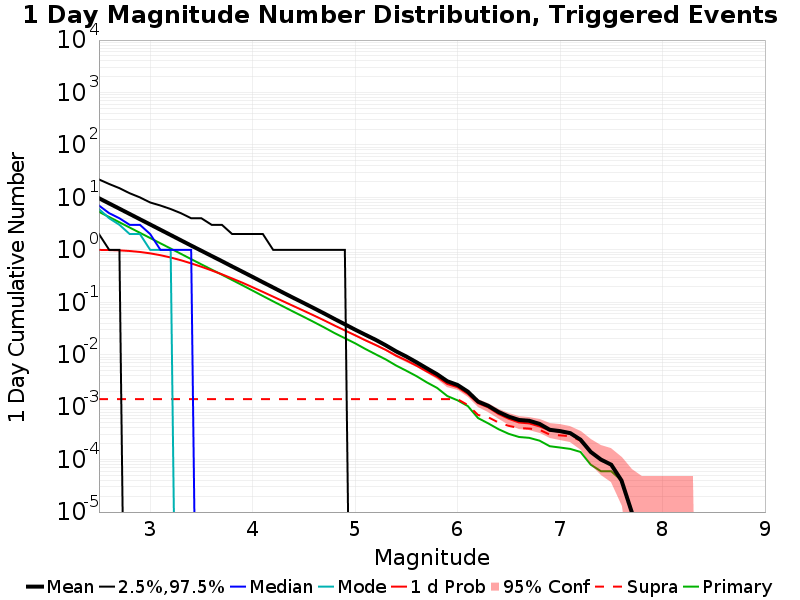 1 Day Magnitude Number Distribution, Triggered Events
10^4
10^3
10^2
10^1
10^0
10^-1
10^-2
10^-3
10^-4
10^-5
1 Day Cumulative Number
3 4 5 6 7 8 9
Magnitude
Mean 2.5%,97.5% Median Mode 1 d Prob 95% Conf Supra Primary